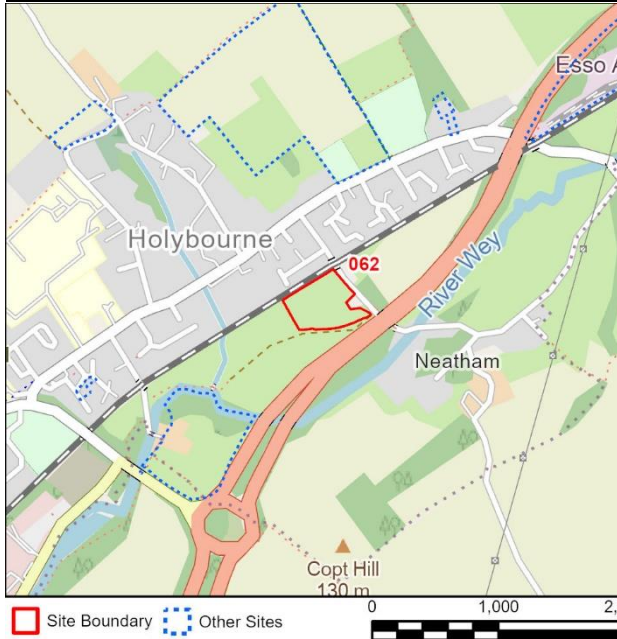 Esso A
Holybourne
062
River Wey
Neatham
Copt Hill
130 m
Site Boundary
Other Sites
0 1,000 2,